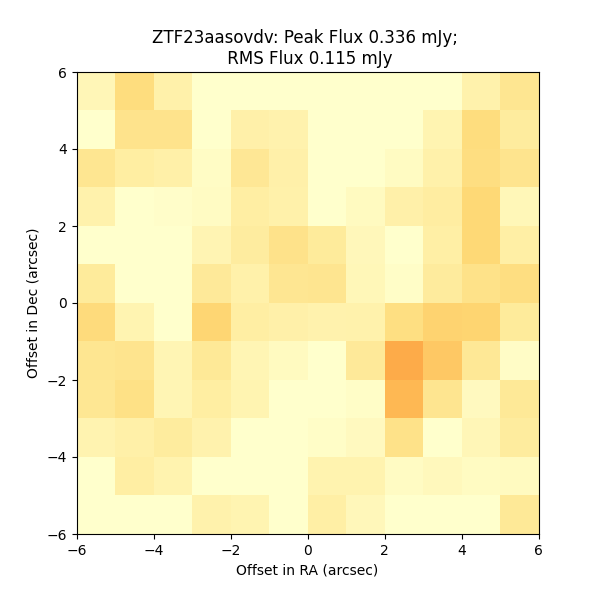 ZTF23aasovdv: Peak Flux 0.336 mJy;
RMS Flux 0.115 mJy
6
4
2
0
−2
−4
−6
Offset in Dec (arcsec)
−6 −4 −2 0 2 4 6
Offset in RA (arcsec)